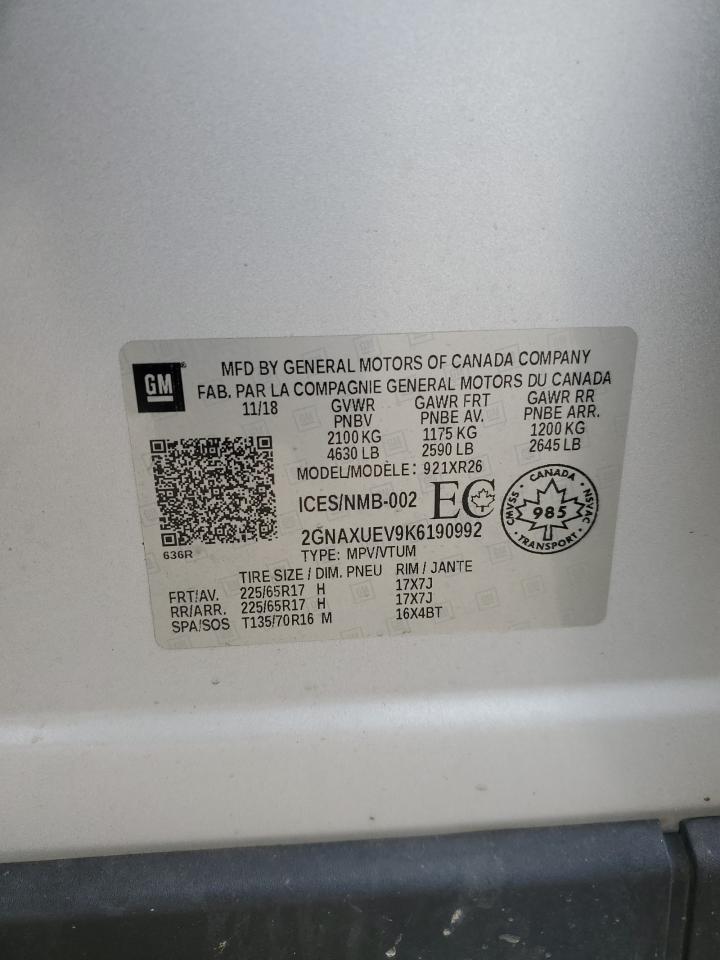 GM
MFD BY GENERAL MOTORS OF CANADA COMPANY
FAB. PAR LA COMPAGNIE GENERAL MOTORS DU CANADA
11/18 GVWR GAWR FRT GAWR RR
PNBV PNBE AV. PNBE ARR.
2100 KG 1175 KG 1200 KG
4630 LB 2590 LB 2645 LB
MODEL/MODÈLE: 921XR26
ICES/NMB-002 EC
CANADA
CMVSS 985 NSVAC
TRANSPORT
2GNAXUEV9K6190992
636R TYPE: MPV/VTUM
TIRE SIZE / DIM. PNEU RIM / JANTE
FRT/AV. 225/65R17 H 17X7J
RR/ARR. 225/65R17 H 17X7J
SPA/SOS T135/70R16 M 16X4BT